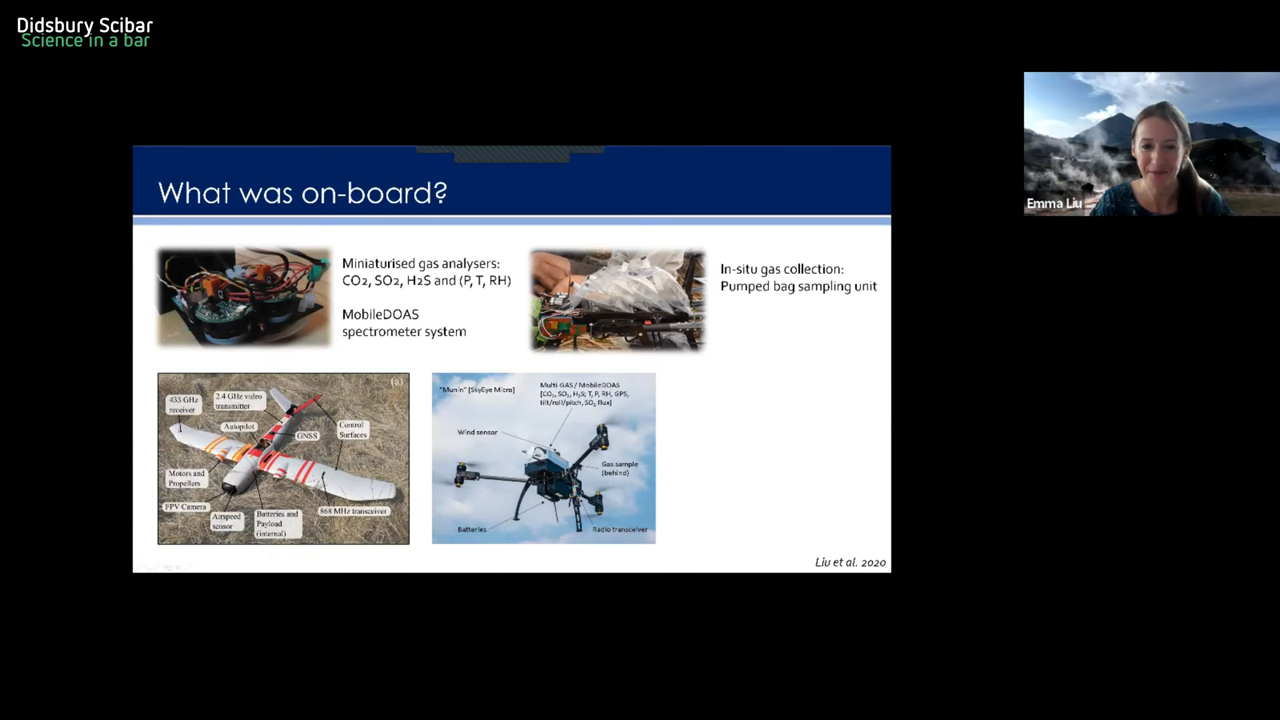 Didsbury Scibar
Science in a bar
Emma Liu
What was on-board?
Miniaturised gas analysers:
CO2, SO2, H2S and (P, T, RH)
MobileDOAS
spectrometer system
In-situ gas collection:
Pumped bag sampling unit
(a)
433 GHz
receiver
2.4 GHz video
transmitter
Autopilot
GNSS
Control
Surfaces
Motors and
Propellers
FPV Camera
Airspeed
sensor
Batteries and
Payload
(internal)
868 MHz transceiver
"Munin" [SkyEye Micro]
Multi-GAS / MobileDOAS
[CO2, SO2, H2S; T, P, RH, GPS,
tilt/roll/pitch, SO2 flux]
Wind sensor
Gas sample
(behind)
Batteries
Radio transceiver
Liu et al. 2020